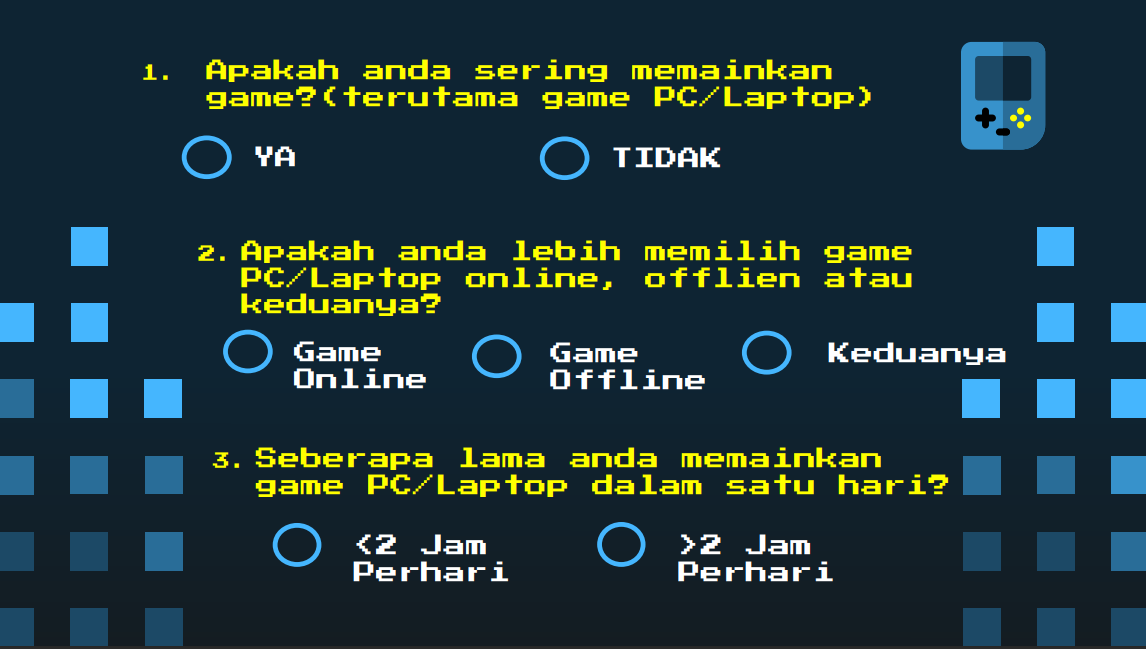 1. Apakah anda sering memainkan
game?(terutama game PC/Laptop)
YA TIDAK
2. Apakah anda lebih memilih game
PC/Laptop online, offlien atau
keduanya?
Game Game Keduanya
Online Offline
3. Seberapa lama anda memainkan
game PC/Laptop dalam satu hari?
<2 Jam >2 Jam
Perhari Perhari